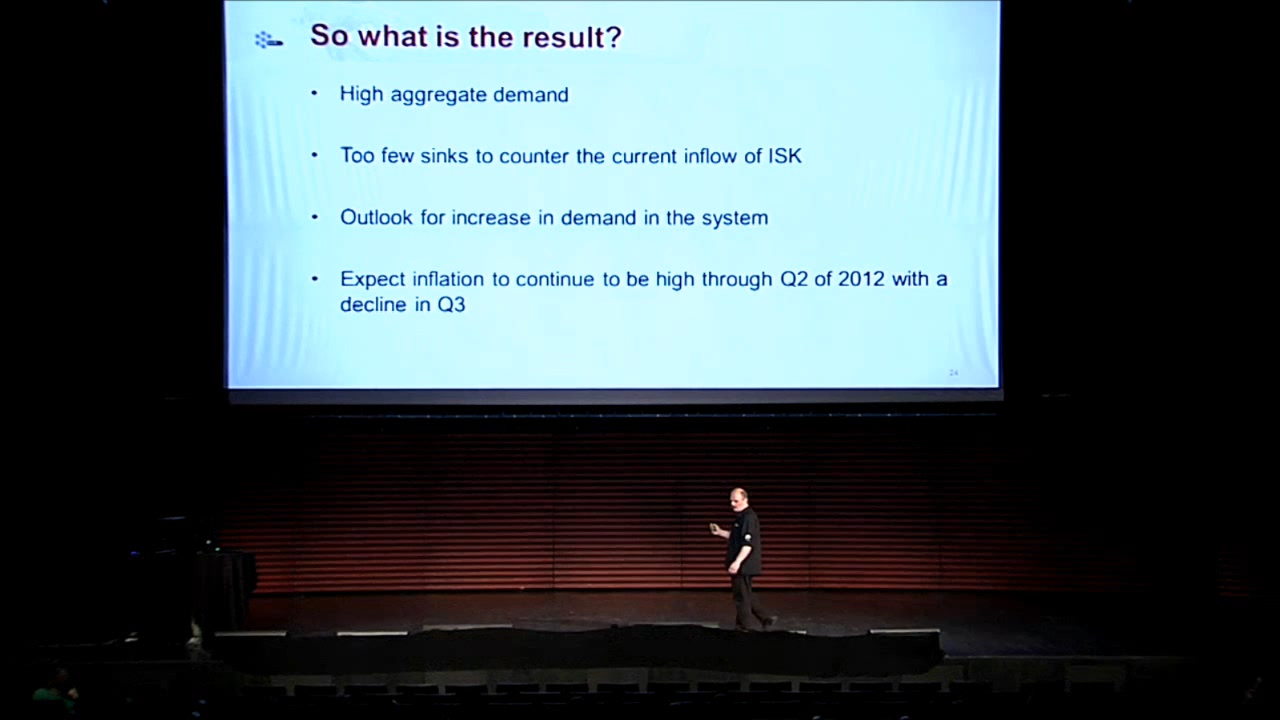 So what is the result?
• High aggregate demand
• Too few sinks to counter the current inflow of ISK
• Outlook for increase in demand in the system
• Expect inflation to continue to be high through Q2 of 2012 with a
decline in Q3
24